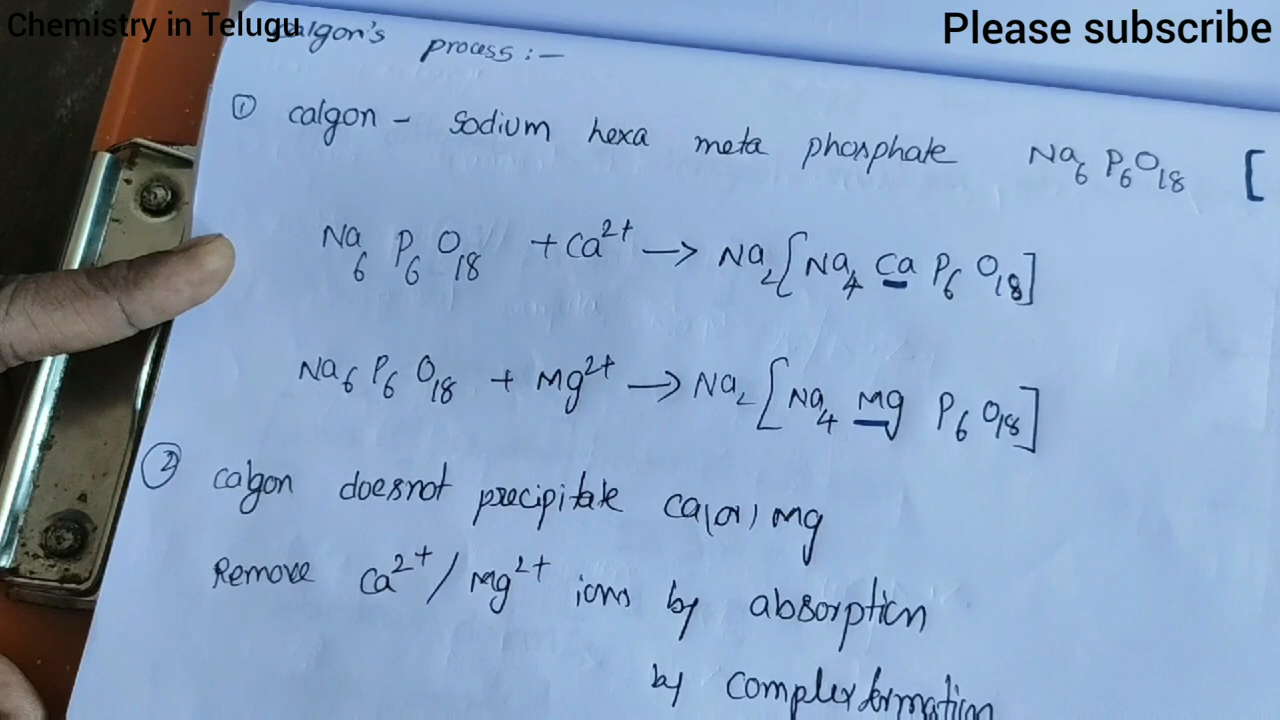 Chemistry in Telugu
Please subscribe
calgon's process :-
① calgon - sodium hexa meta phosphate Na₆ P₆O₁₈ [
Na₆ P₆ O₁₈ + Ca²⁺ → Na₂[Na₄ Ca P₆ O₁₈]
Na₆ P₆ O₁₈ + Mg²⁺ → Na₂[Na₄ Mg P₆ O₁₈]
② calgon doesnot precipitate Ca(or) Mg
Remove Ca²⁺/Mg²⁺ ions by absorption
by complex formation